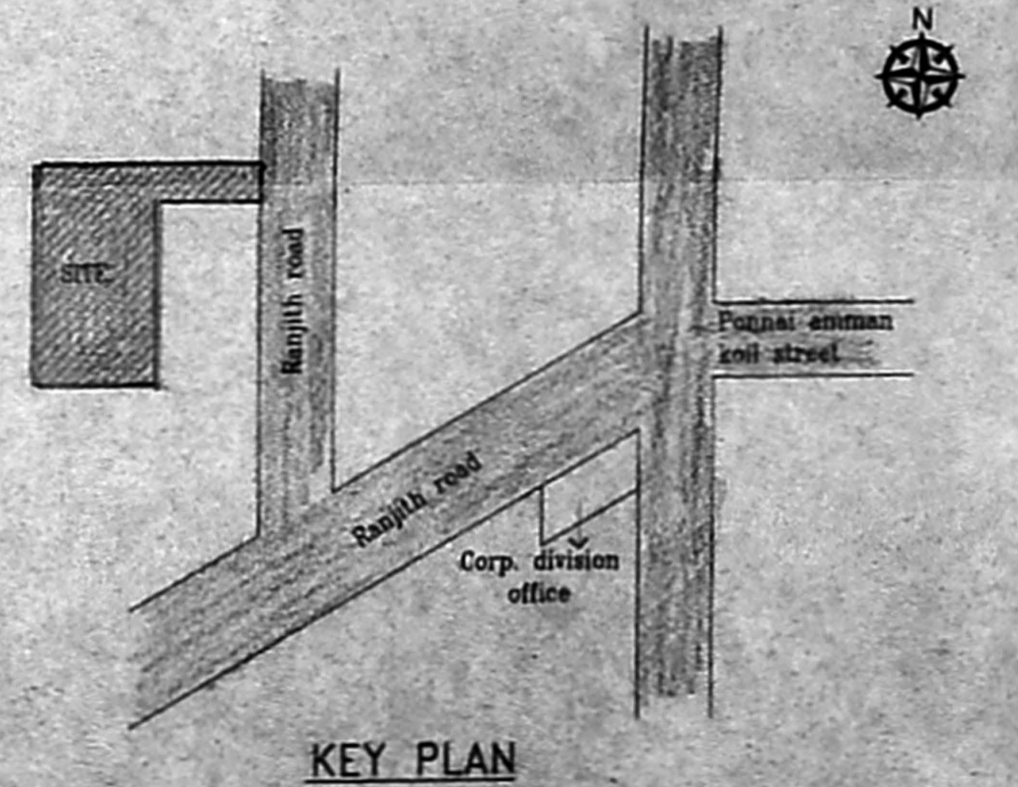 N
SITE
Ranjith road
Ponnai amman
koil street
Ranjith road
Corp. division
office
KEY PLAN